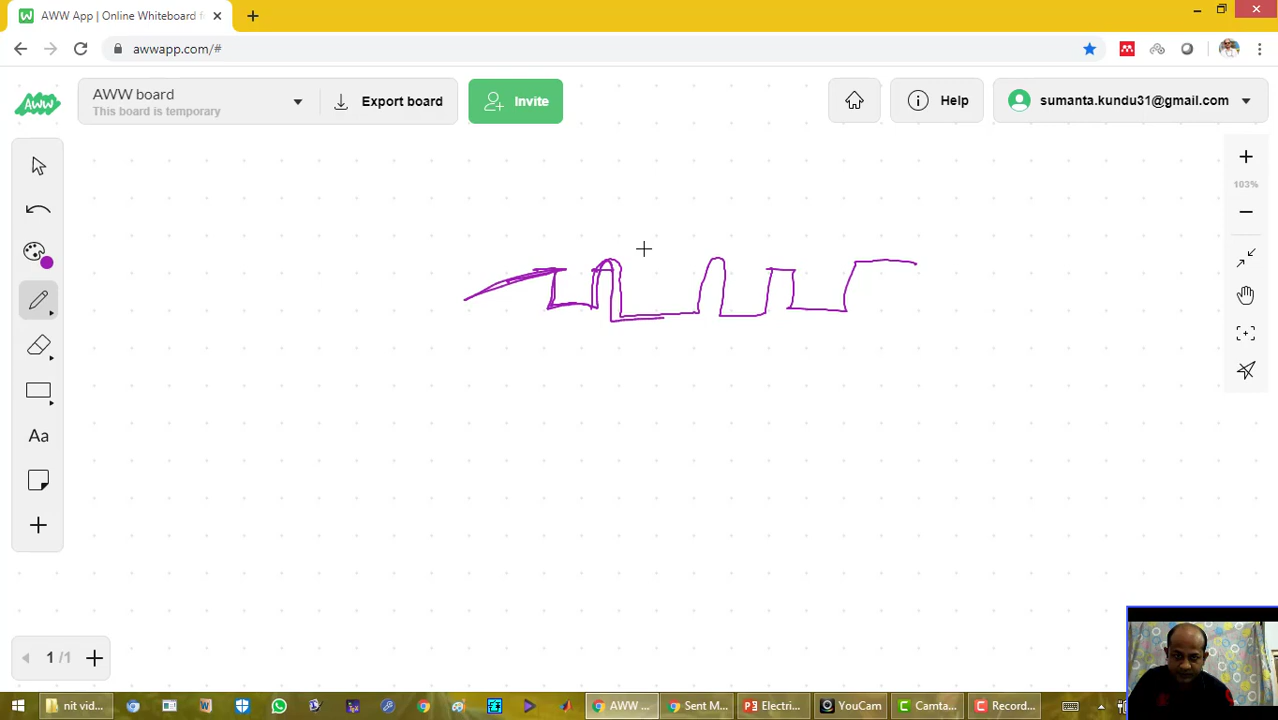 AWW App | Online Whiteboard f
awwapp.com/#
AWW
AWW board
This board is temporary
Export board
Invite
Help
sumanta.kundu31@gmail.com
103%
Aa
1 /1
nit vid...
AWW ...
Sent M...
Electri...
YouCam
Camta...
Record...